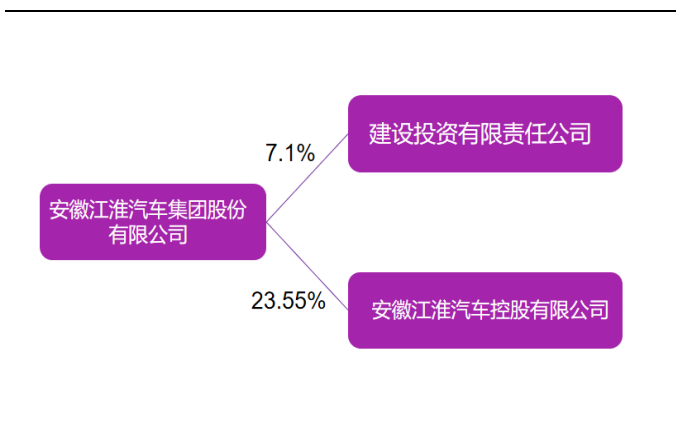 建设投资有限责任公司
7.1%
安徽江淮汽车集团股份
有限公司
23.55%
安徽江淮汽车控股有限公司